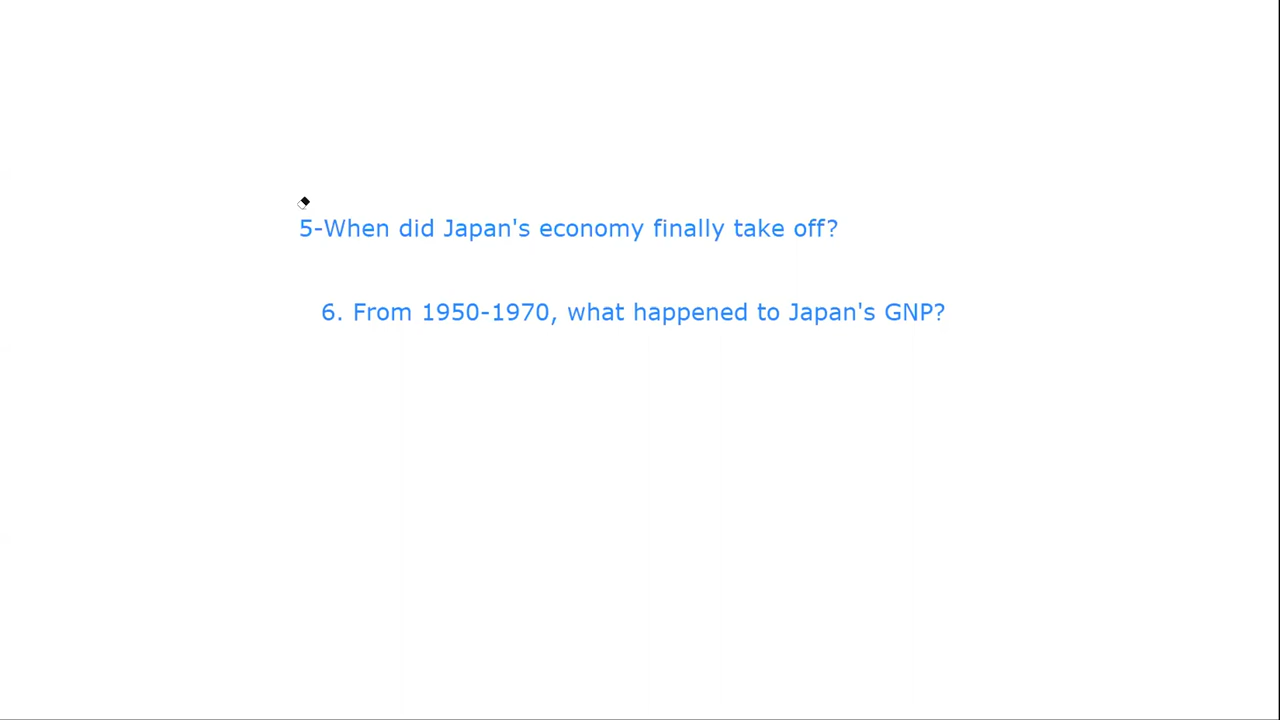 5-When did Japan's economy finally take off?
6. From 1950-1970, what happened to Japan's GNP?